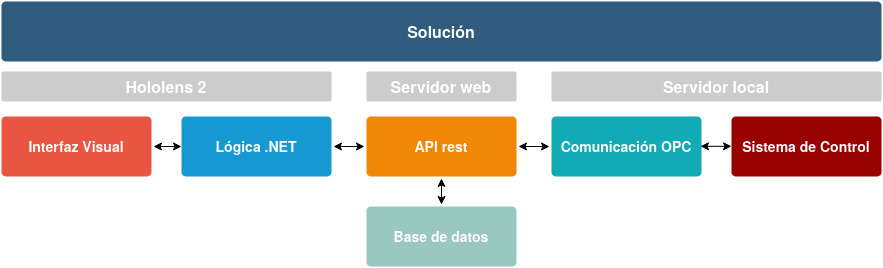 Solución
Hololens 2
Servidor web
Servidor local
Interfaz Visual
Lógica .NET
API rest
Comunicación OPC
Sistema de Control
Base de datos